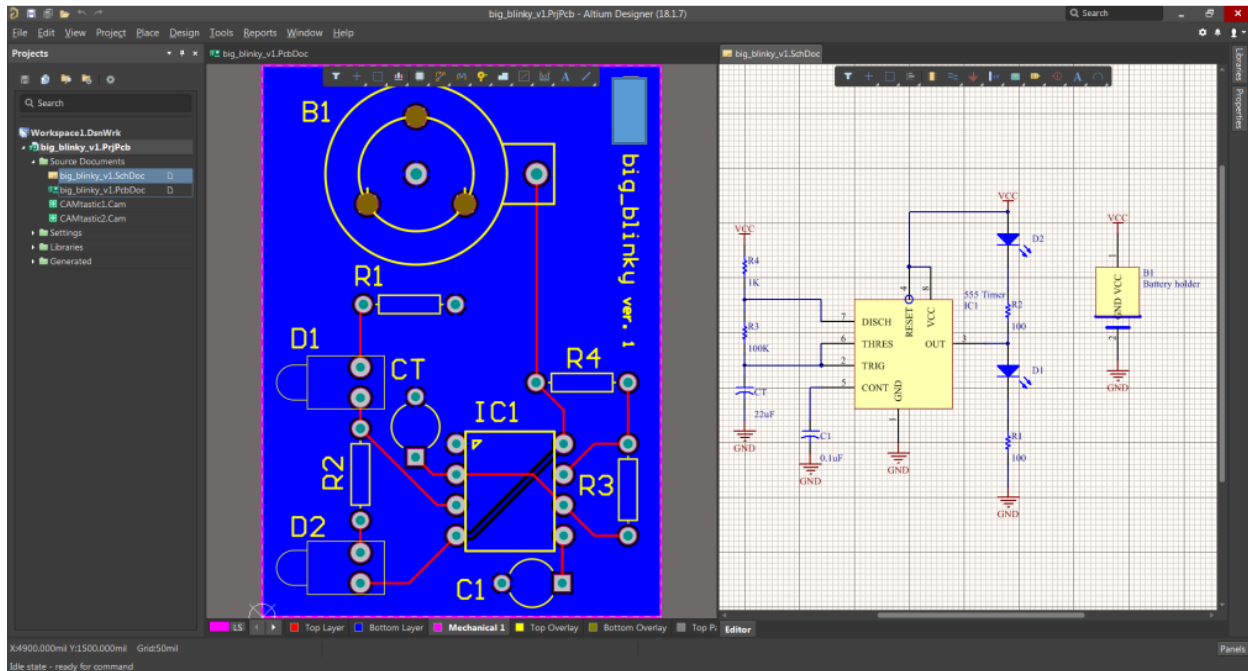 big_blinky_v1.PrjPcb - Altium Designer (18.1.7)
Search
File Edit View Project Place Design Tools Reports Window Help
Projects
big_blinky_v1.PcbDoc
big_blinky_v1.SchDoc
Search
Workspace1.DsnWrk
big_blinky_v1.PrjPcb
Source Documents
big_blinky_v1.SchDoc
big_blinky_v1.PcbDoc
CAMtastic1.Cam
CAMtastic2.Cam
Settings
Libraries
Generated
B1
big_blinky ver. 1
R1
D1
CT
R4
IC1
R2
R3
D2
C1
VCC
R4
1K
R3
100K
CT
22uF
GND
7 DISCH
6 THRES
2 TRIG
5 CONT
4 RESET
8 VCC
OUT 3
GND 1
555 Timer
IC1
C1
0.1uF
GND
GND
VCC
D2
R2
100
D1
R1
100
GND
VCC
1
B1
Battery holder
GND VCC
2
GND
Libraries
Properties
LS Top Layer Bottom Layer Mechanical 1 Top Overlay Bottom Overlay Top Pa
Editor
X:4900.000mil Y:1500.000mil Grid:50mil
Panels
Idle state - ready for command